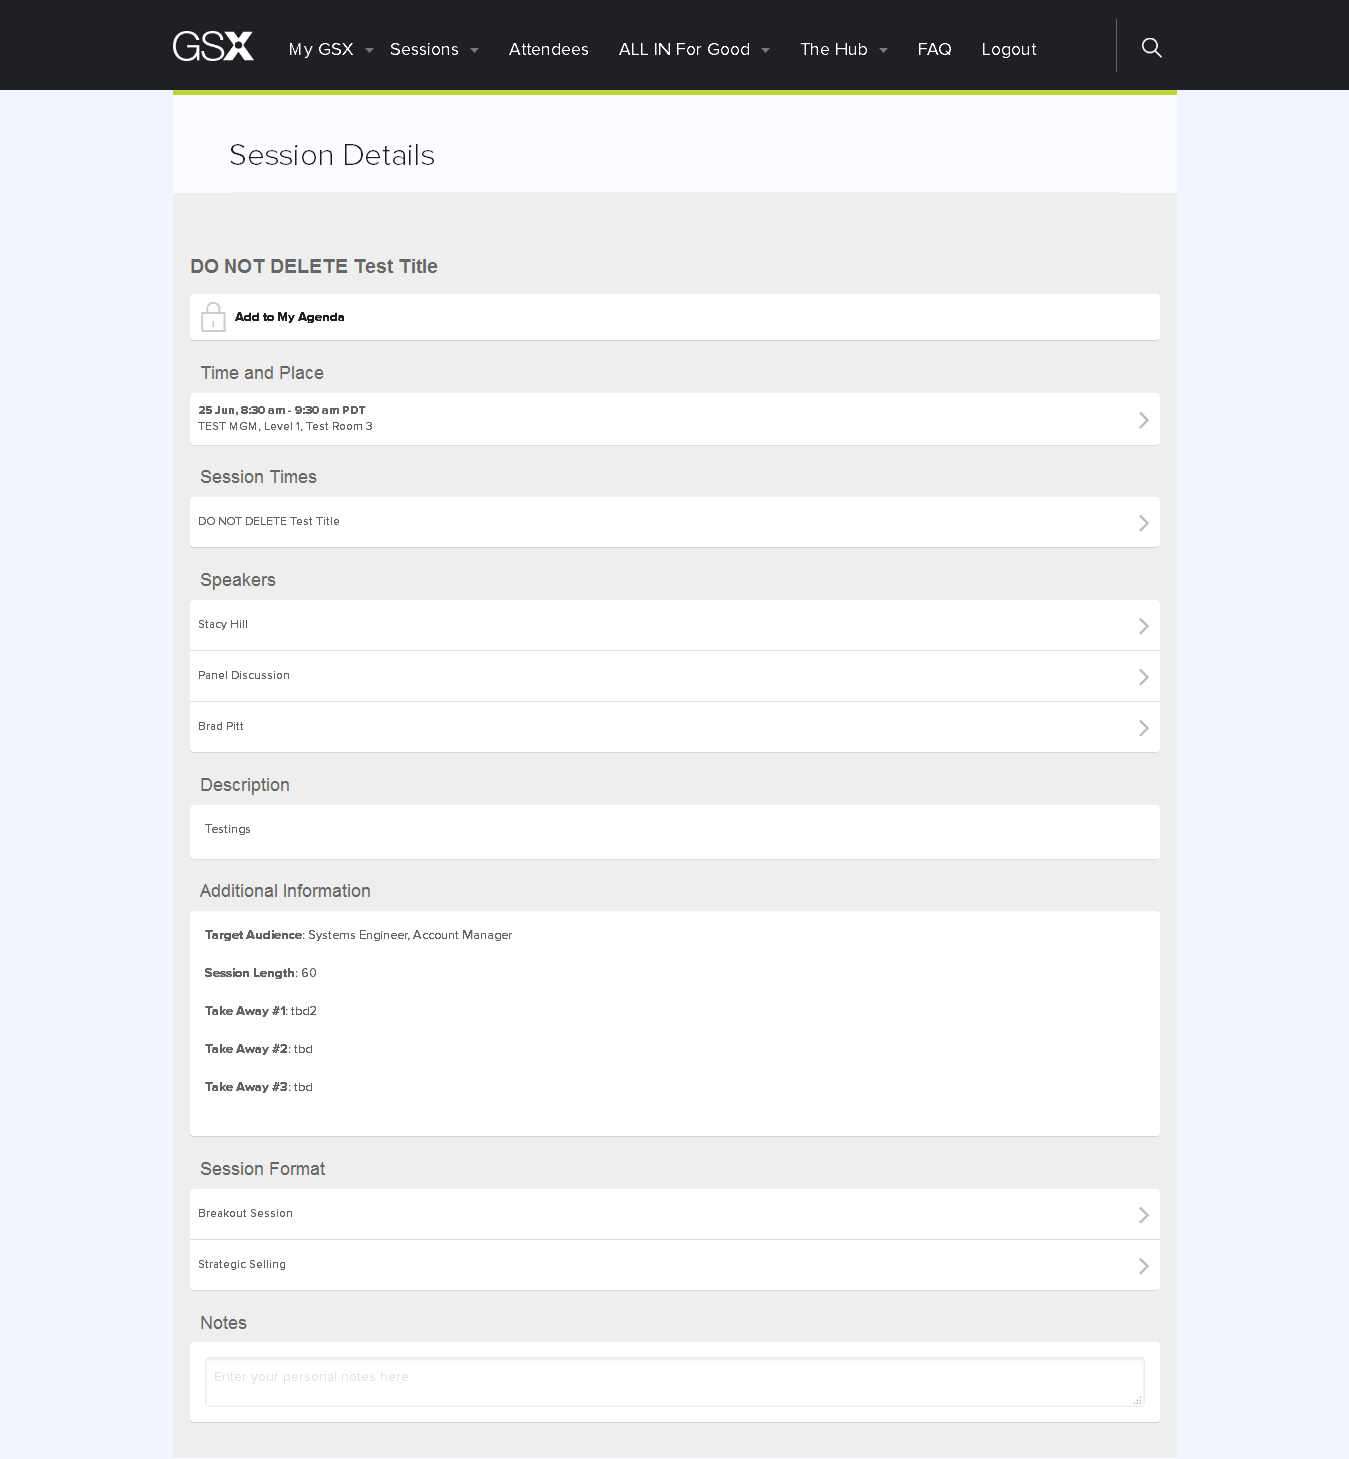 GSX My GSX Sessions Attendees ALL IN For Good The Hub FAQ Logout
Session Details
DO NOT DELETE Test Title
Add to My Agenda
Time and Place
25 Jun, 8:30 am - 9:30 am PDT
TEST MGM, Level 1, Test Room 3
Session Times
DO NOT DELETE Test Title
Speakers
Stacy Hill
Panel Discussion
Brad Pitt
Description
Testings
Additional Information
Target Audience: Systems Engineer, Account Manager
Session Length: 60
Take Away #1: tbd2
Take Away #2: tbd
Take Away #3: tbd
Session Format
Breakout Session
Strategic Selling
Notes
Enter your personal notes here